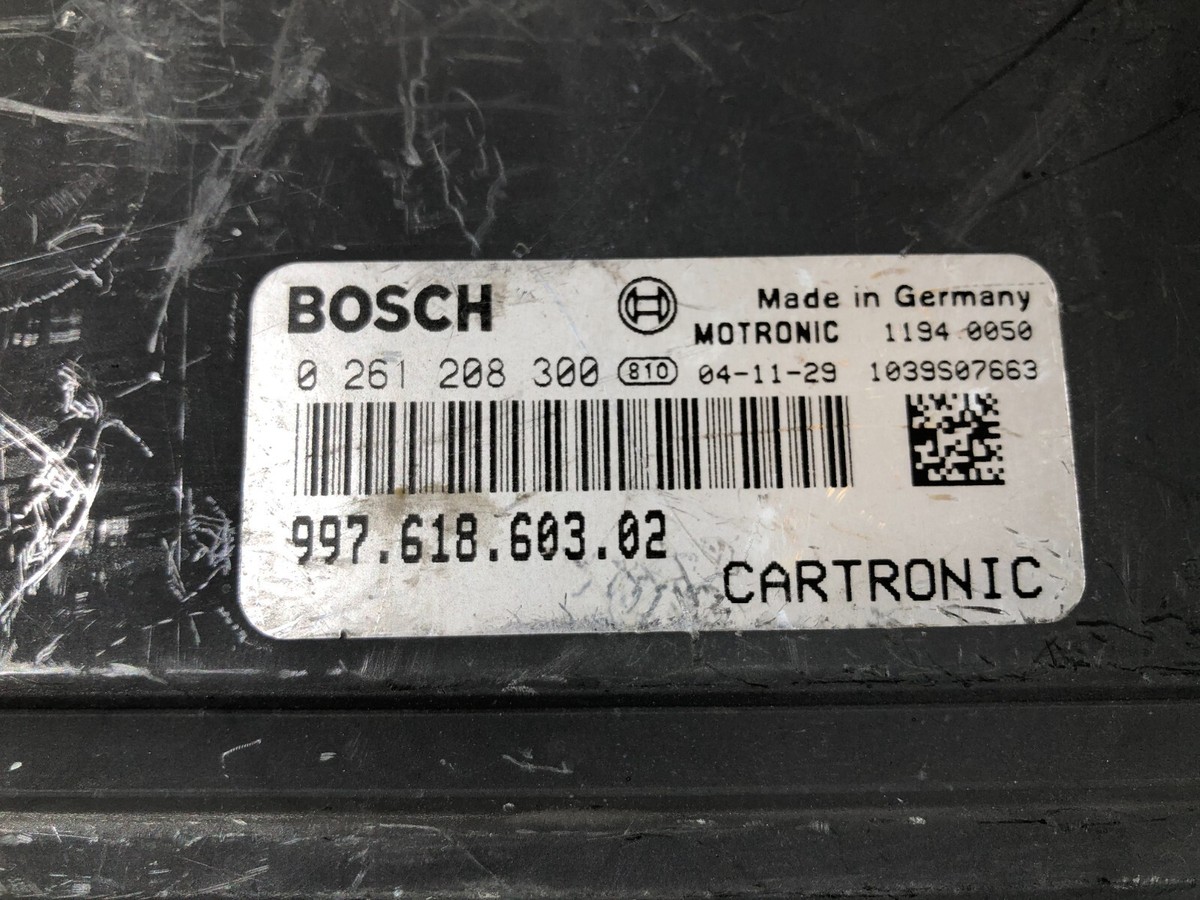 BOSCH
Made in Germany
MOTRONIC 1194 0050
0 261 208 300 810 04-11-29 1039S07663
997.618.603.02
CARTRONIC